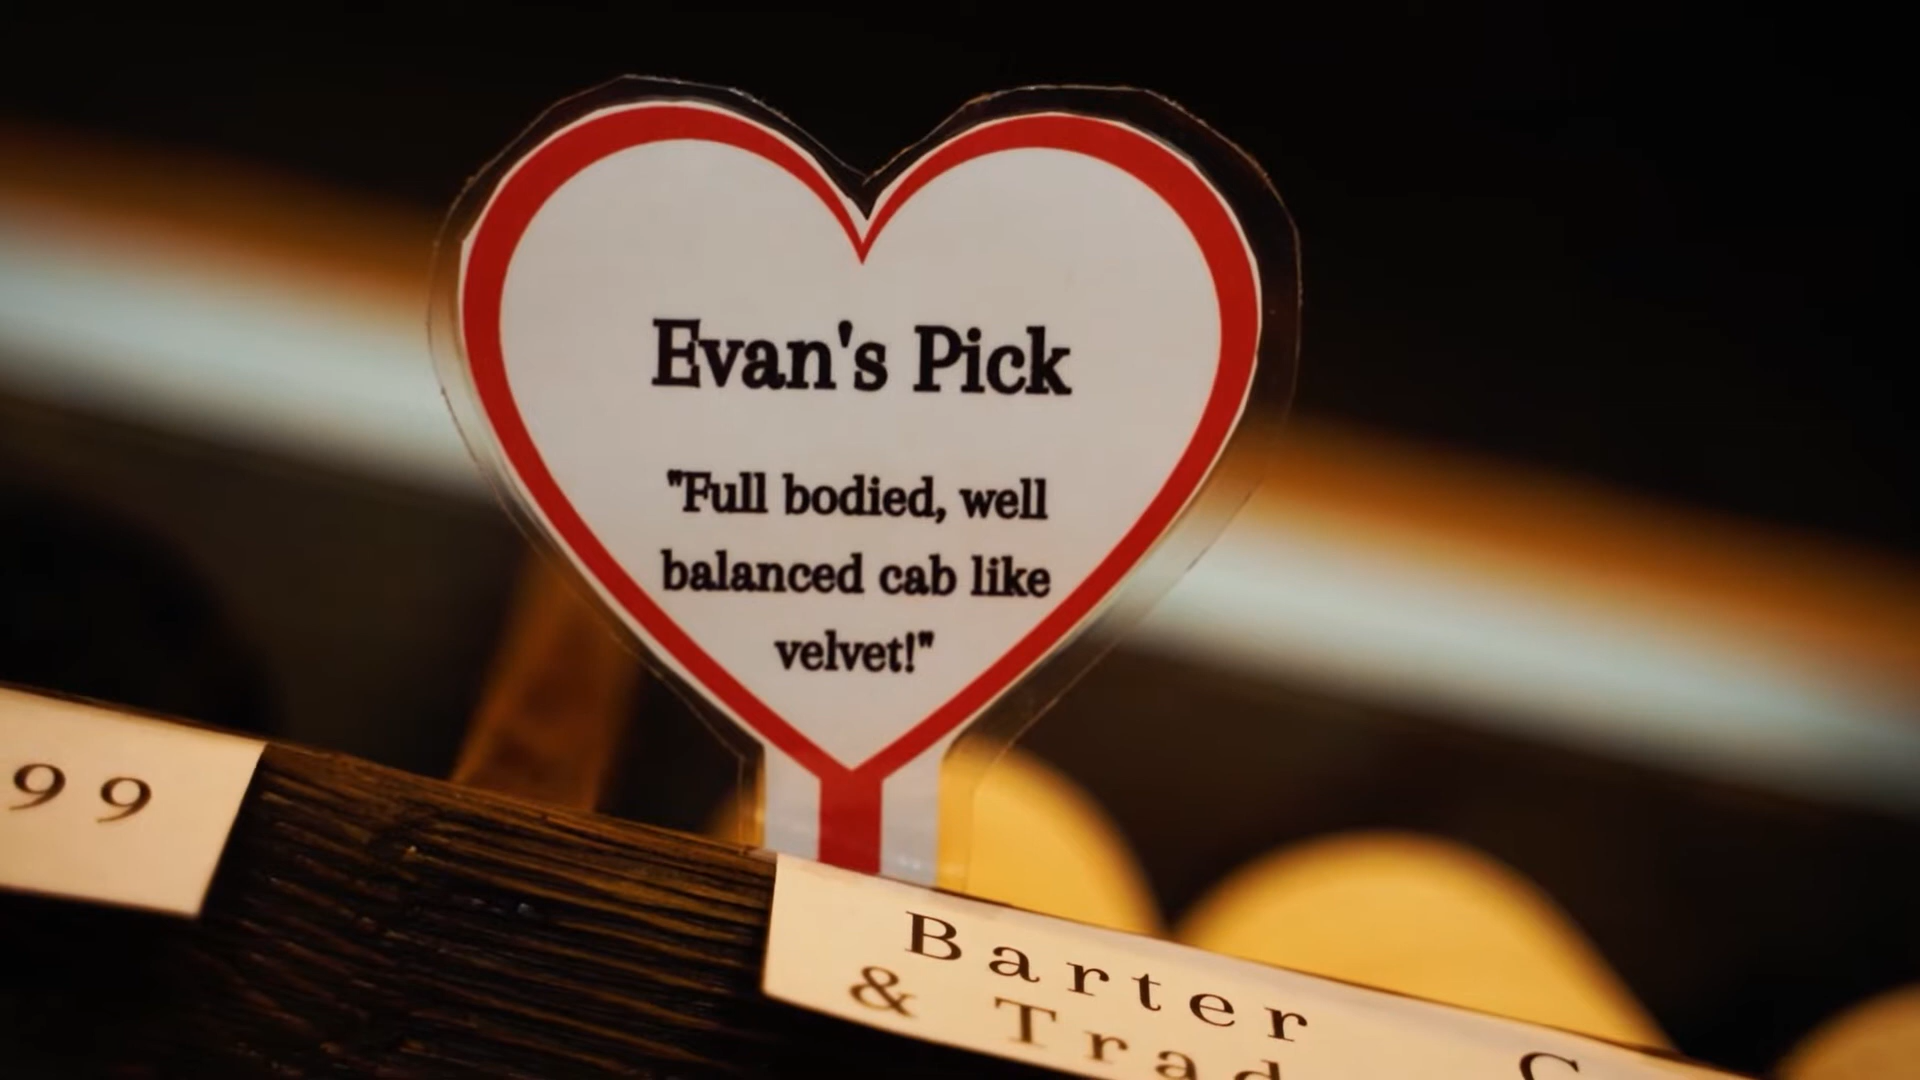 Evan's Pick
"Full bodied, well
balanced cab like
velvet!"
99
Barter C
& Trad